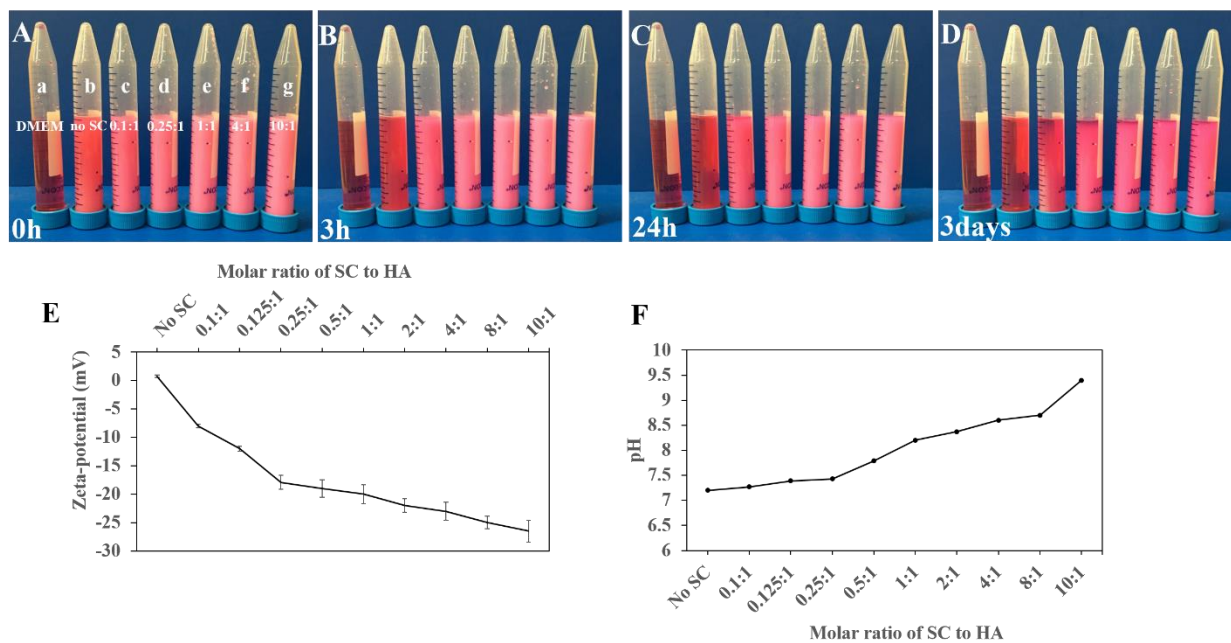 A B C D
a b c d e f g
DMEM no SC 0.1:1 0.25:1 1:1 4:1 10:1
0h 3h 24h 3days
Molar ratio of SC to HA
E
No SC 0.1:1 0.125:1 0.25:1 0.5:1 1:1 2:1 4:1 8:1 10:1
Zeta-potential (mV)
5
0
-5
-10
-15
-20
-25
-30
F
pH
10
9.5
9
8.5
8
7.5
7
6.5
6
No SC 0.1:1 0.125:1 0.25:1 0.5:1 1:1 2:1 4:1 8:1 10:1
Molar ratio of SC to HA